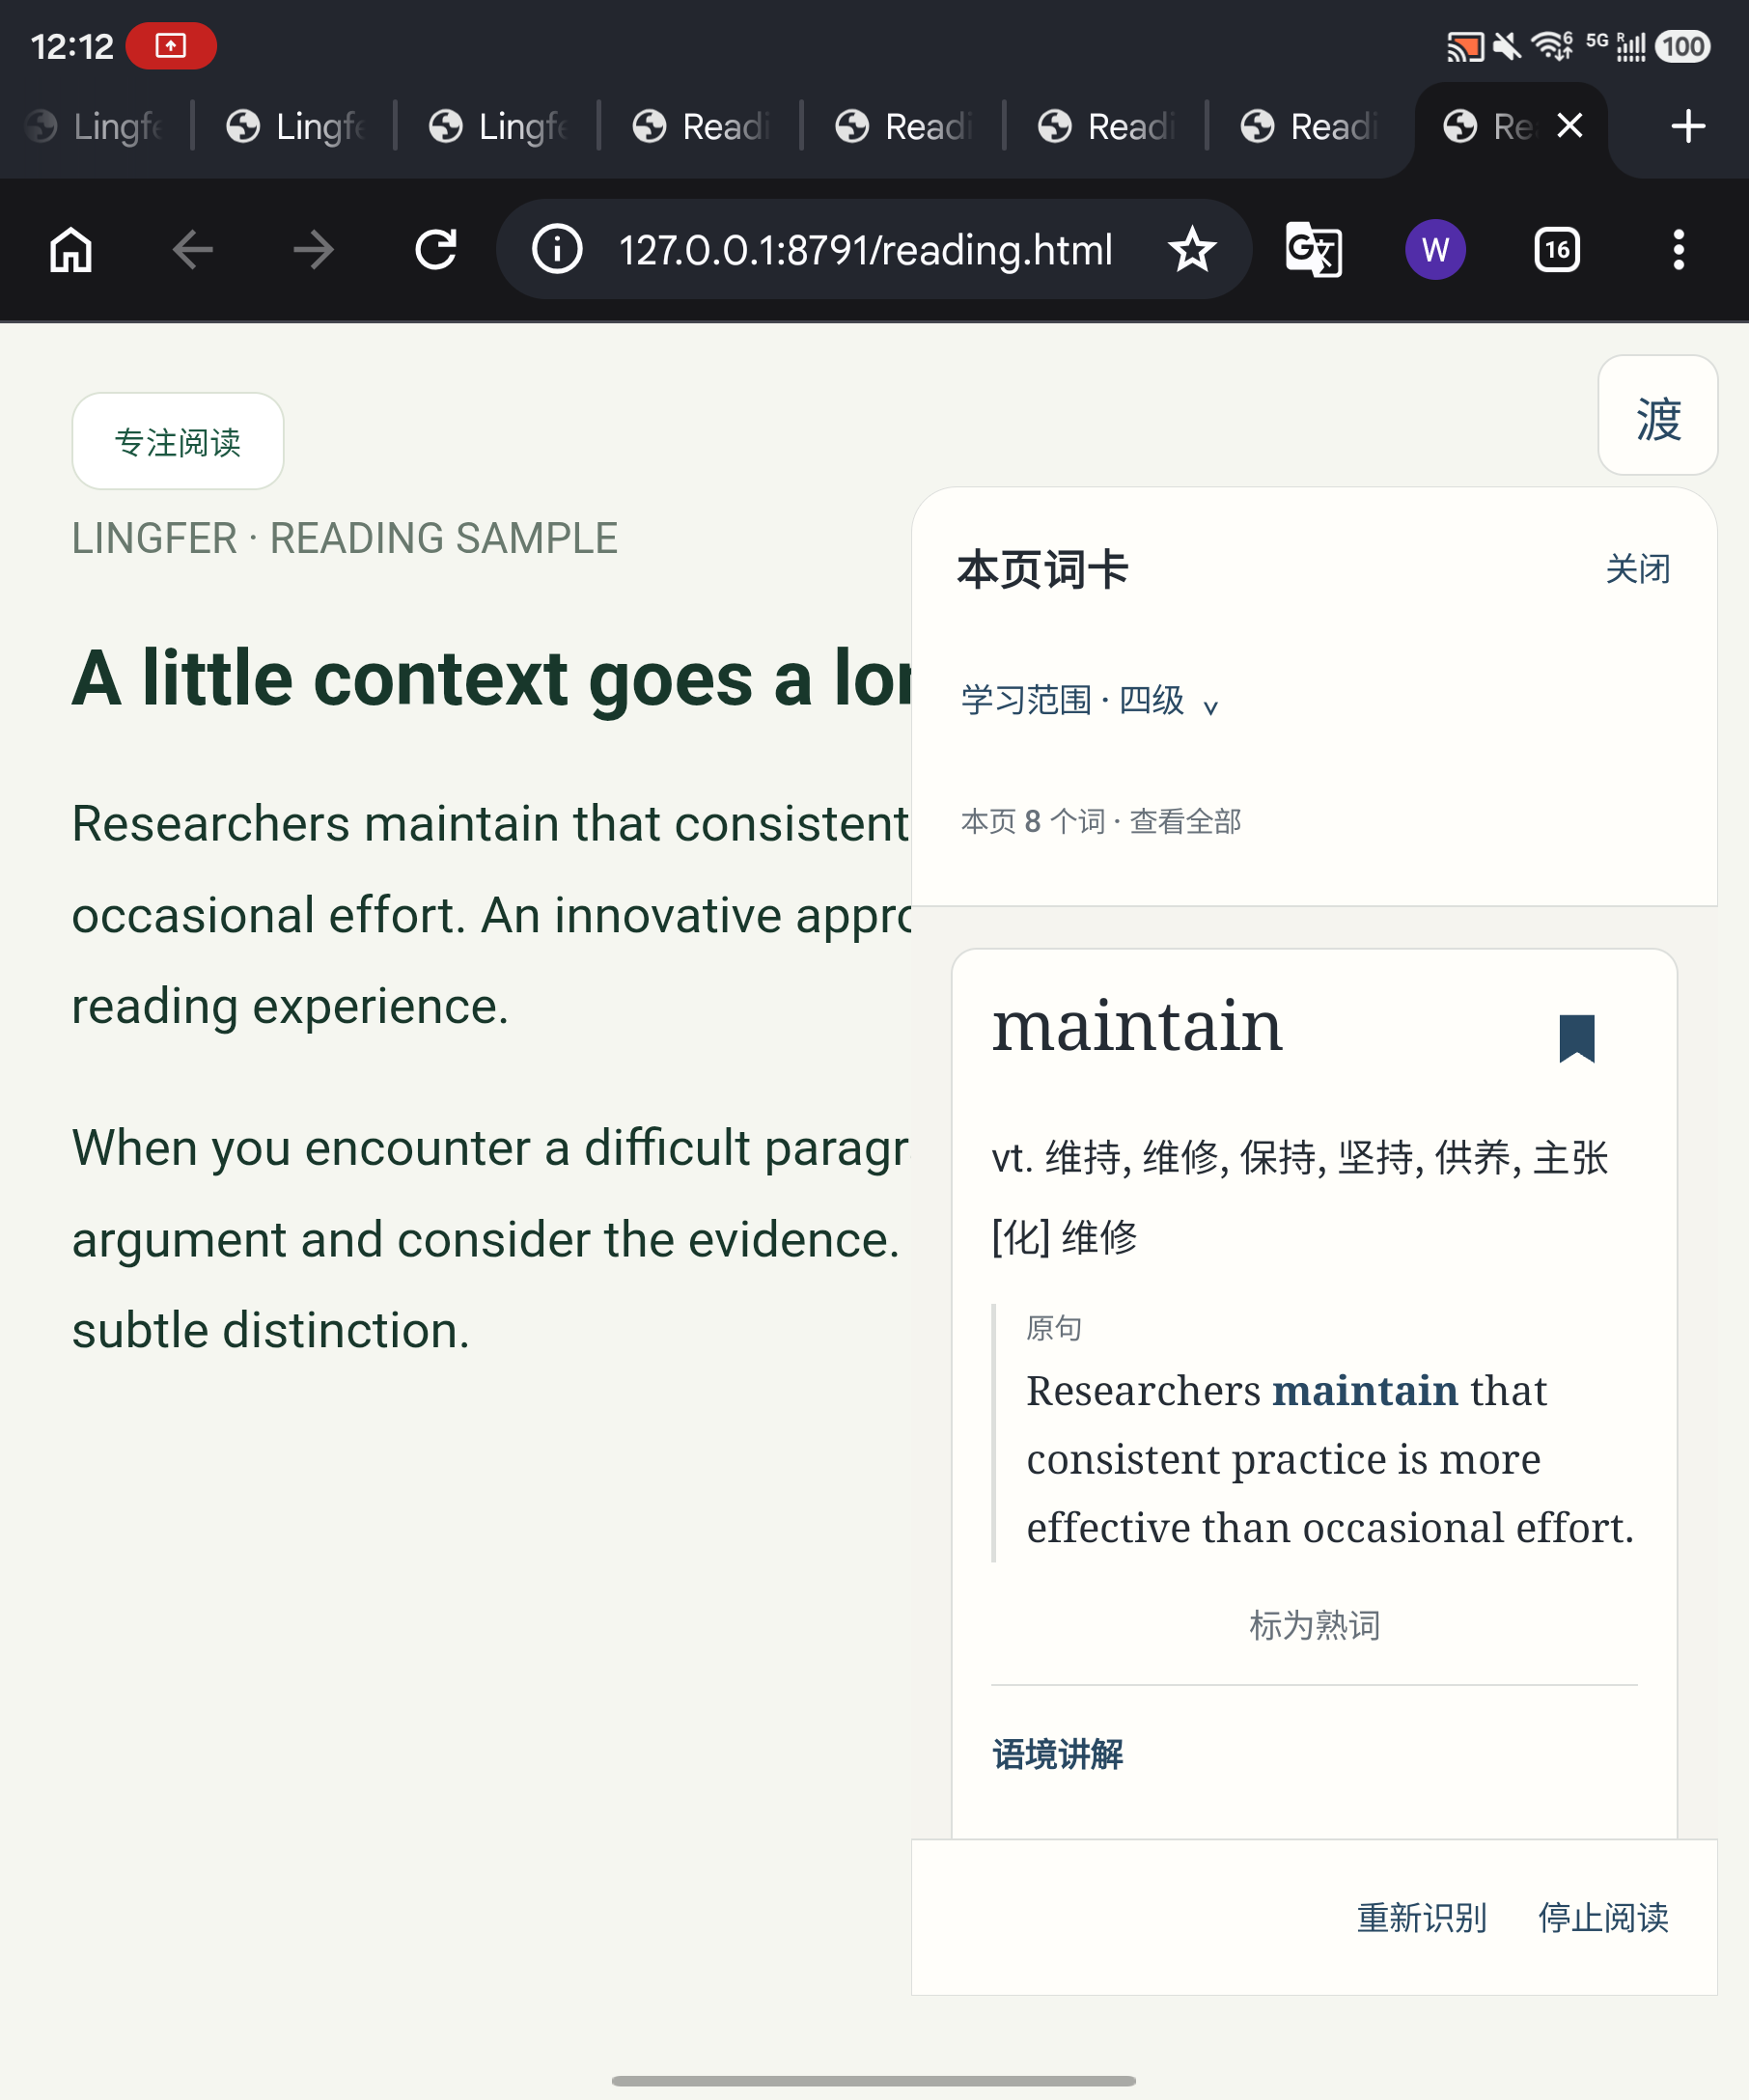 12:12
5G R 100
Lingfe
Lingfe
Lingfe
Readi
Readi
Readi
Readi
Re
127.0.0.1:8791/reading.html
W
16
专注阅读
渡
LINGFER · READING SAMPLE
A little context goes a lon
Researchers maintain that consistent
occasional effort. An innovative appro
reading experience.
When you encounter a difficult paragr
argument and consider the evidence.
subtle distinction.
本页词卡
关闭
学习范围 · 四级
本页 8 个词 · 查看全部
maintain
vt. 维持, 维修, 保持, 坚持, 供养, 主张
[化] 维修
原句
Researchers maintain that
consistent practice is more
effective than occasional effort.
标为熟词
语境讲解
重新识别 停止阅读